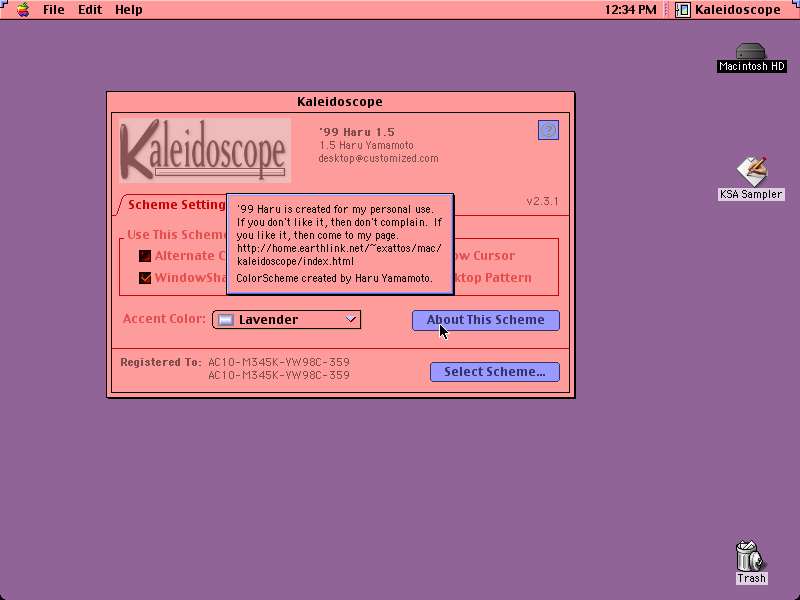 File Edit Help
12:34 PM
Kaleidoscope
Macintosh HD
Kaleidoscope
Kaleidoscope
'99 Haru 1.5
1.5 Haru Yamamoto
desktop@customized.com
KSA Sampler
v2.3.1
Scheme Setting
'99 Haru is created for my personal use.
If you don't like it, then don't complain. If
you like it, then come to my page.
http://home.earthlink.net/~exattos/mac/
kaleidoscope/index.html
ColorScheme created by Haru Yamamoto.
Use This Scheme
Alternate C
ow Cursor
WindowSha
ktop Pattern
Accent Color:
Lavender
About This Scheme
Registered To: AC10-M345K-YW98C-359
AC10-M345K-YW98C-359
Select Scheme...
Trash